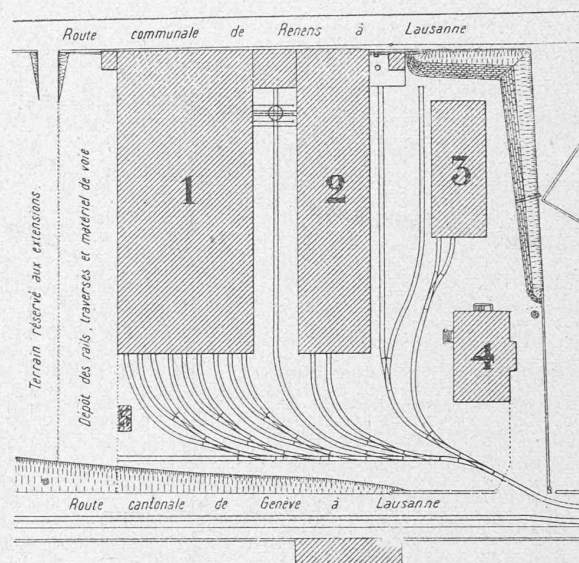 Route communale de Renens à Lausanne
Terrain réservé aux extensions
Dépôt des rails, traverses et matériel de voie
1
2
3
4
Route cantonale de Genève à Lausanne